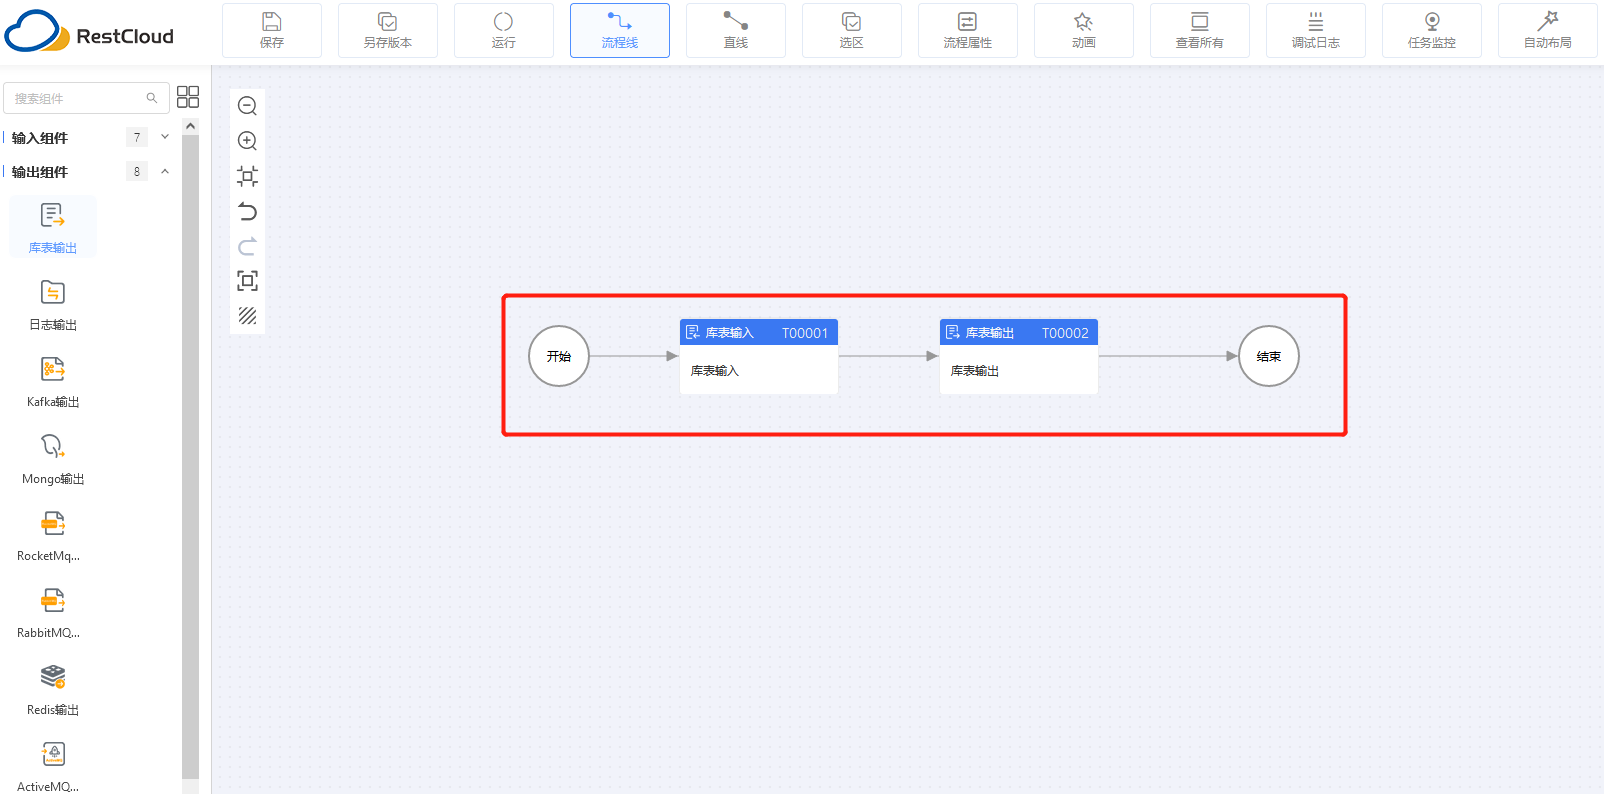 RestCloud
保存
另存版本
运行
流程线
直线
选区
流程属性
动画
查看所有
调试日志
任务监控
自动布局
搜索组件
输入组件 7
输出组件 8
库表输出
日志输出
Kafka输出
Mongo输出
RocketMq...
RabbitMQ...
Redis输出
ActiveMQ...
开始
库表输入 T00001
库表输入
库表输出 T00002
库表输出
结束